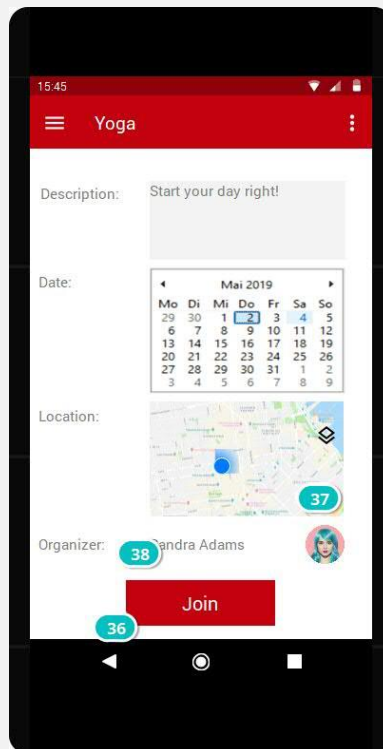 15:45
Yoga
Description:
Start your day right!
Date:
Mai 2019
Mo Di Mi Do Fr Sa So
29 30 1 2 3 4 5
6 7 8 9 10 11 12
13 14 15 16 17 18 19
20 21 22 23 24 25 26
27 28 29 30 31 1 2
3 4 5 6 7 8 9
Location:
37
Organizer:
38
andra Adams
Join
36